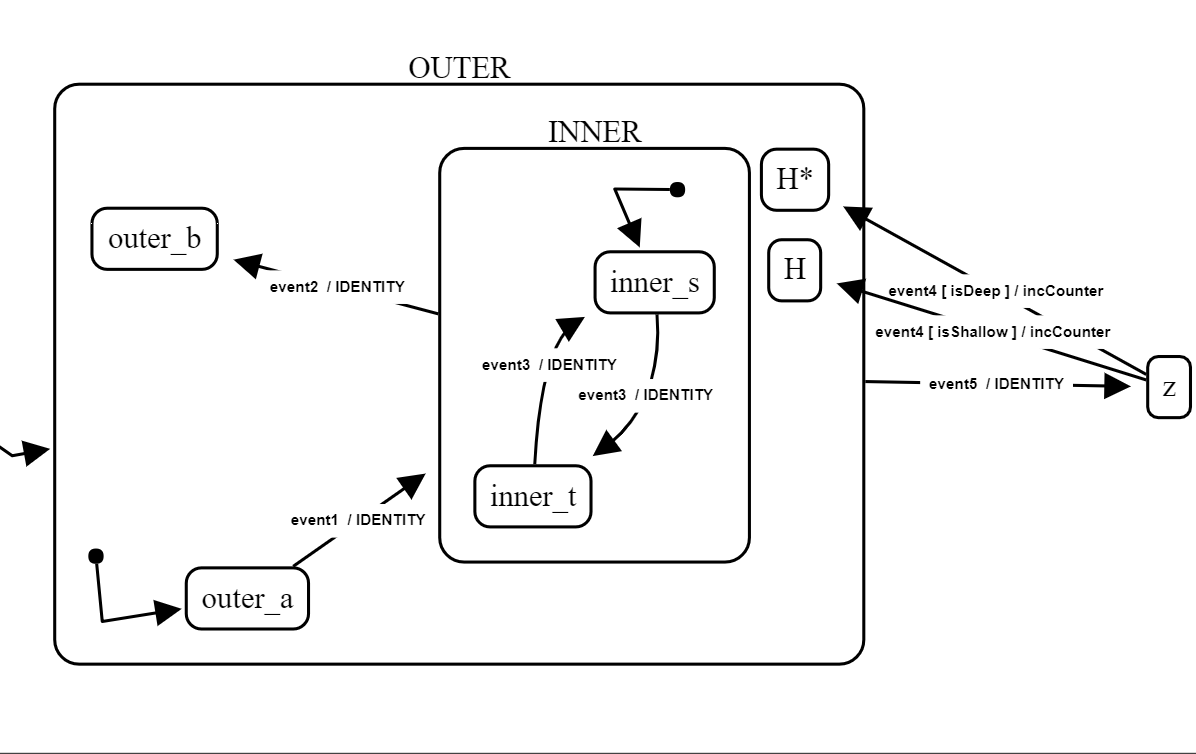 OUTER
INNER
H*
outer_b
H
inner_s
event2 / IDENTITY
event4 [ isDeep ] / incCounter
event4 [ isShallow ] / incCounter
event3 / IDENTITY
event5 / IDENTITY
z
event3 / IDENTITY
inner_t
event1 / IDENTITY
outer_a